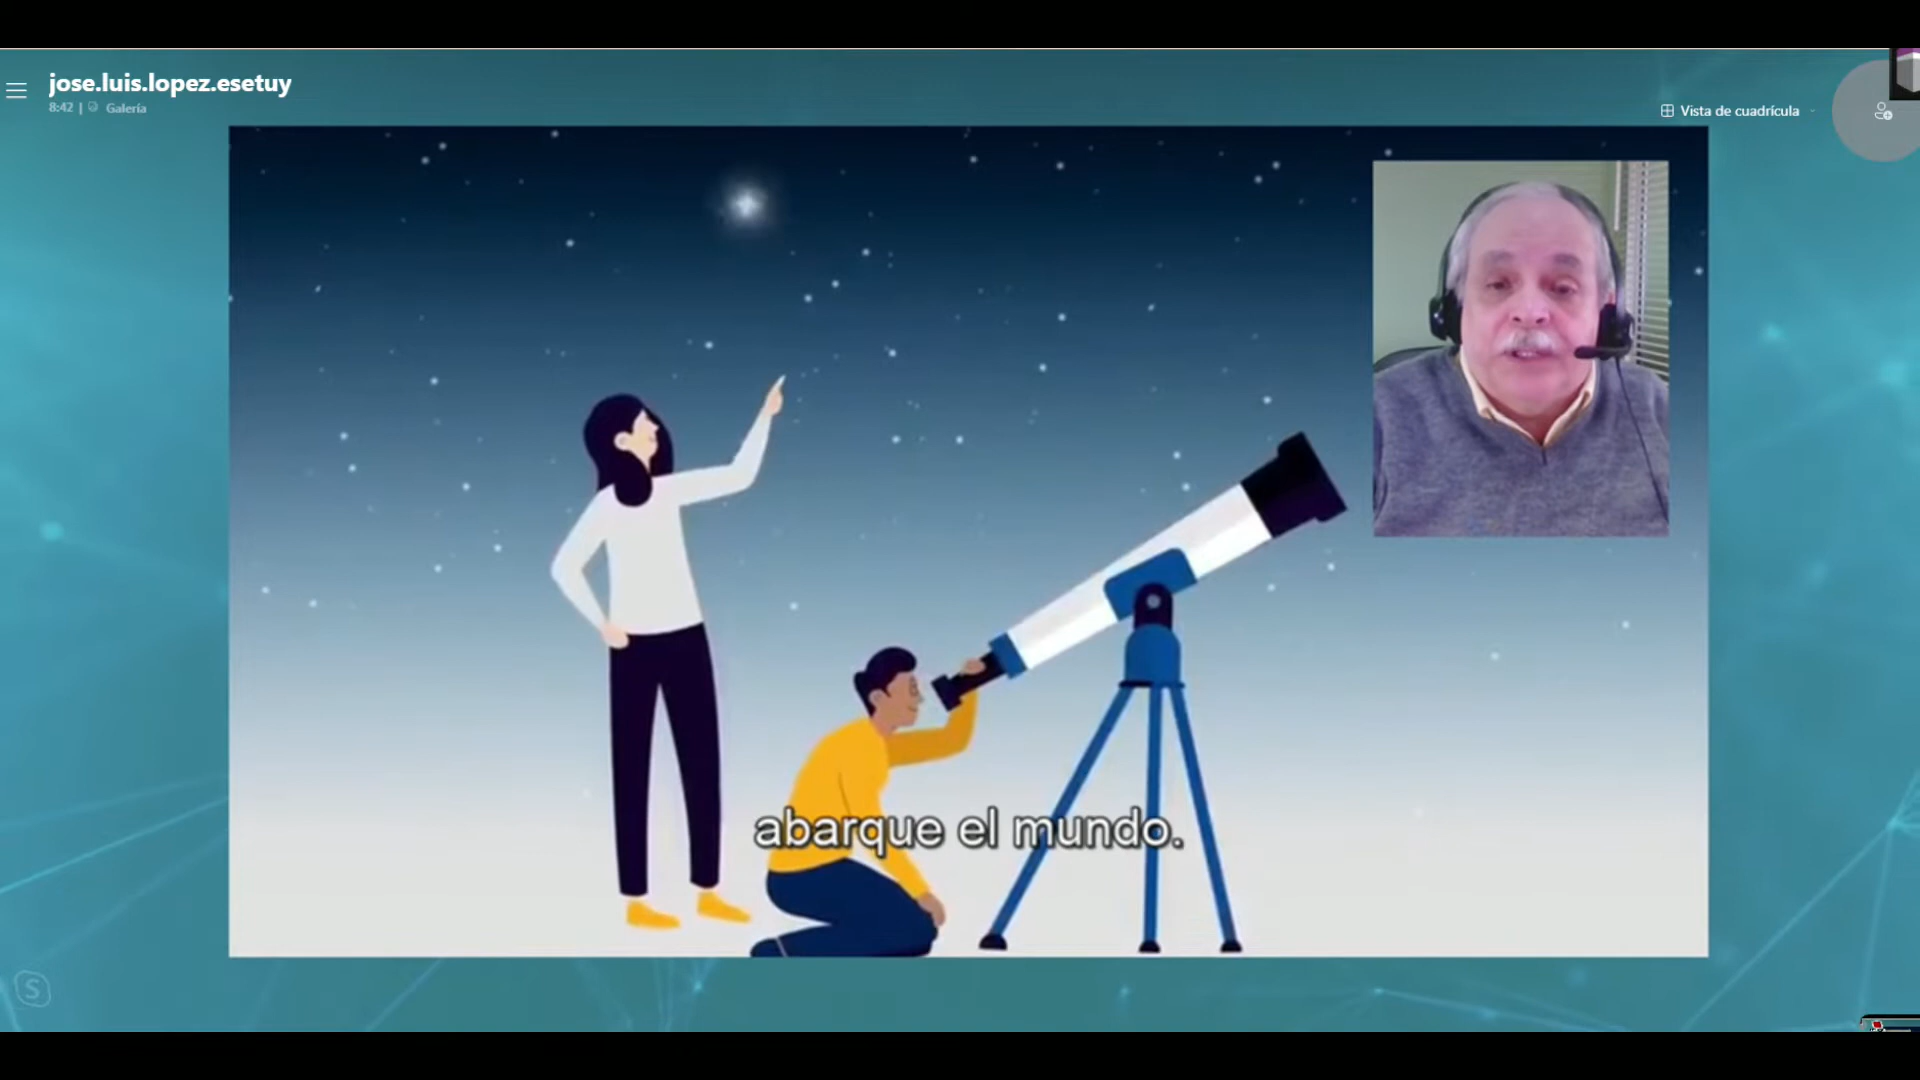 jose.luis.lopez.esetuy
8:42 | Galería
Vista de cuadrícula
abarque el mundo.
S